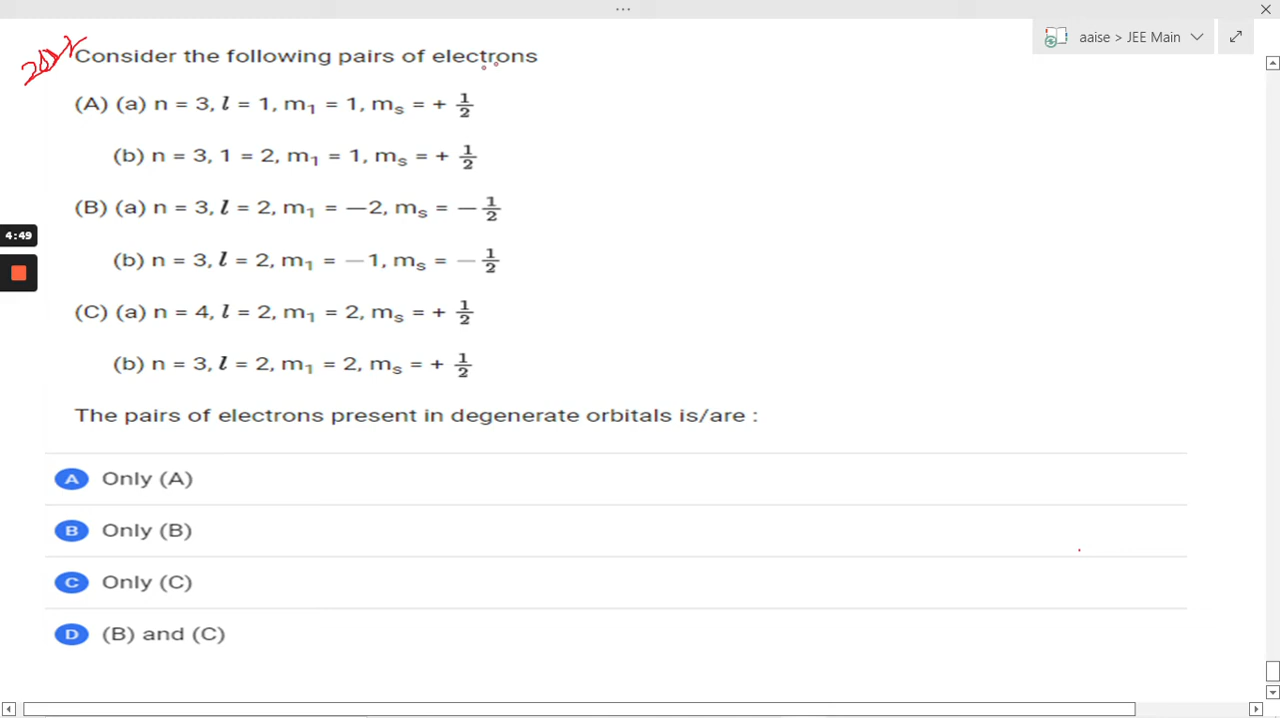 ...
aaise > JEE Main
2022
Consider the following pairs of electrons
(A) (a) n = 3, l = 1, m₁ = 1, mₛ = + 1/2
(b) n = 3, 1 = 2, m₁ = 1, mₛ = + 1/2
(B) (a) n = 3, l = 2, m₁ = —2, mₛ = — 1/2
4:49
(b) n = 3, l = 2, m₁ = —1, mₛ = — 1/2
(C) (a) n = 4, l = 2, m₁ = 2, mₛ = + 1/2
(b) n = 3, l = 2, m₁ = 2, mₛ = + 1/2
The pairs of electrons present in degenerate orbitals is/are :
A Only (A)
B Only (B)
C Only (C)
D (B) and (C)